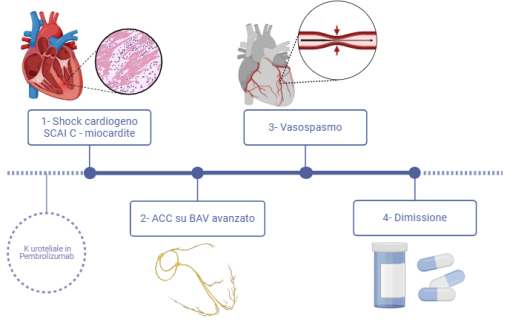 1- Shock cardiogeno
SCAI C - miocardite
3- Vasospasmo
2- ACC su BAV avanzato
4- Dimissione
K uroteliale in
Pembrolizumab